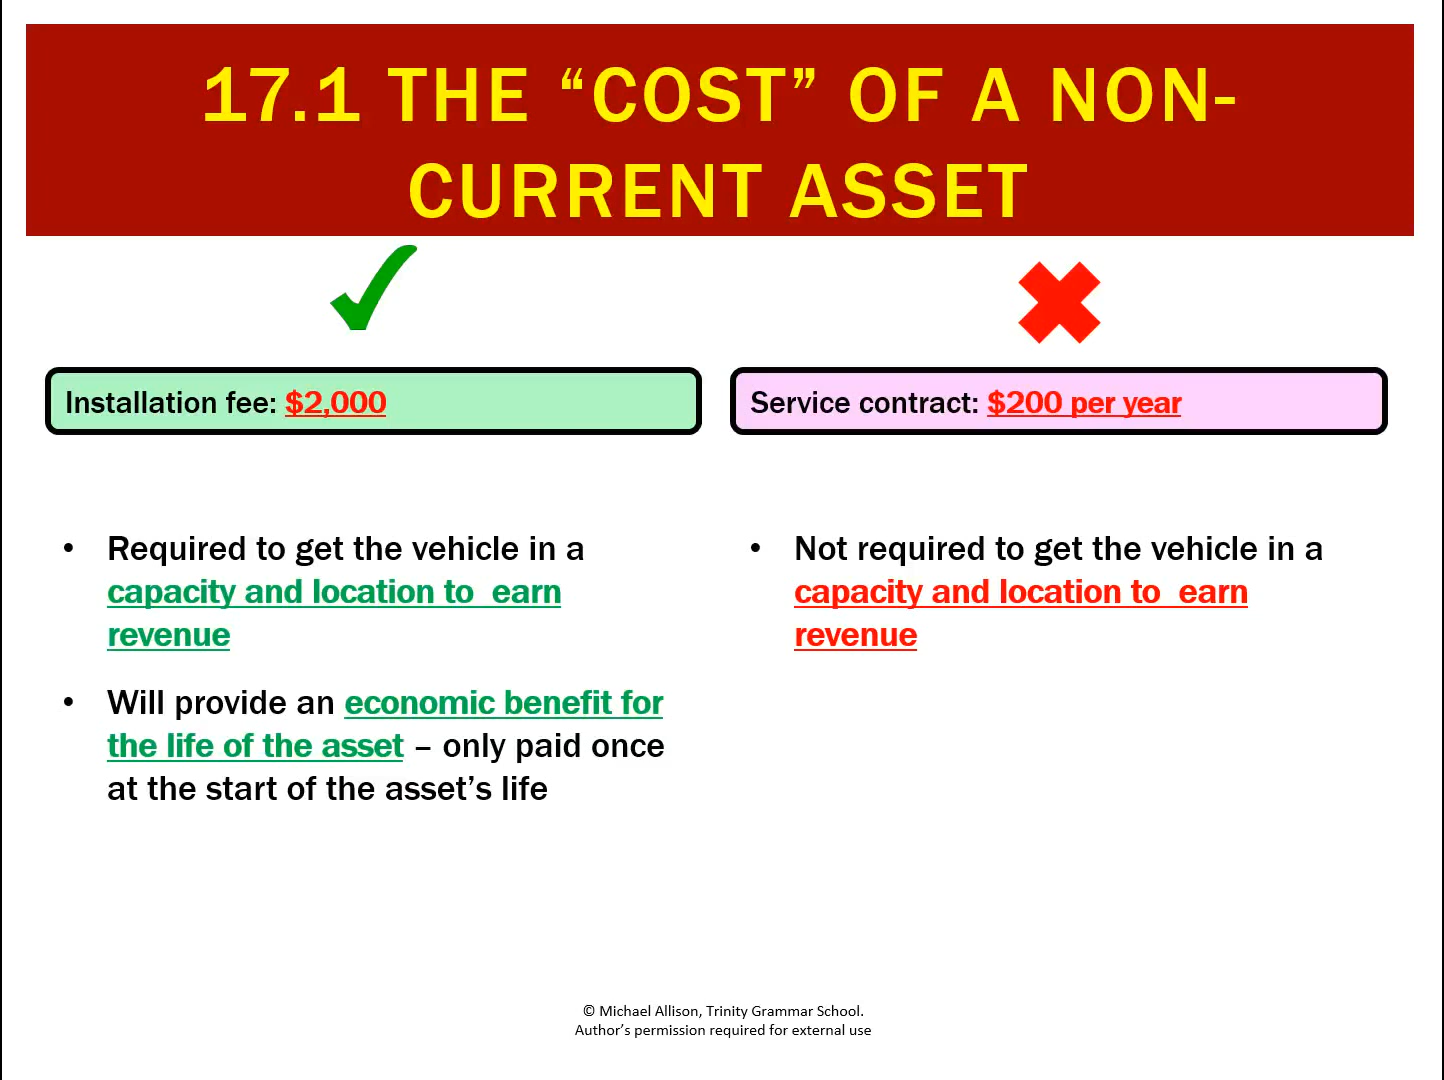 17.1 THE “COST” OF A NON-
CURRENT ASSET
Installation fee: $2,000
• Required to get the vehicle in a
capacity and location to  earn
revenue
• Will provide an economic benefit for
the life of the asset – only paid once
at the start of the asset’s life
Service contract: $200 per year
• Not required to get the vehicle in a
capacity and location to  earn
revenue
© Michael Allison, Trinity Grammar School.
Author’s permission required for external use